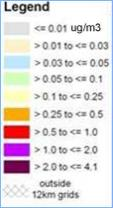 Legend
<= 0.01 ug/m3
> 0.01 to <= 0.03
> 0.03 to <= 0.05
> 0.05 to <= 0.1
> 0.1 to <= 0.25
> 0.25 to <= 0.5
> 0.5 to <= 1.0
> 1.0 to <= 2.0
> 2.0 to <= 4.1
outside
12km grids